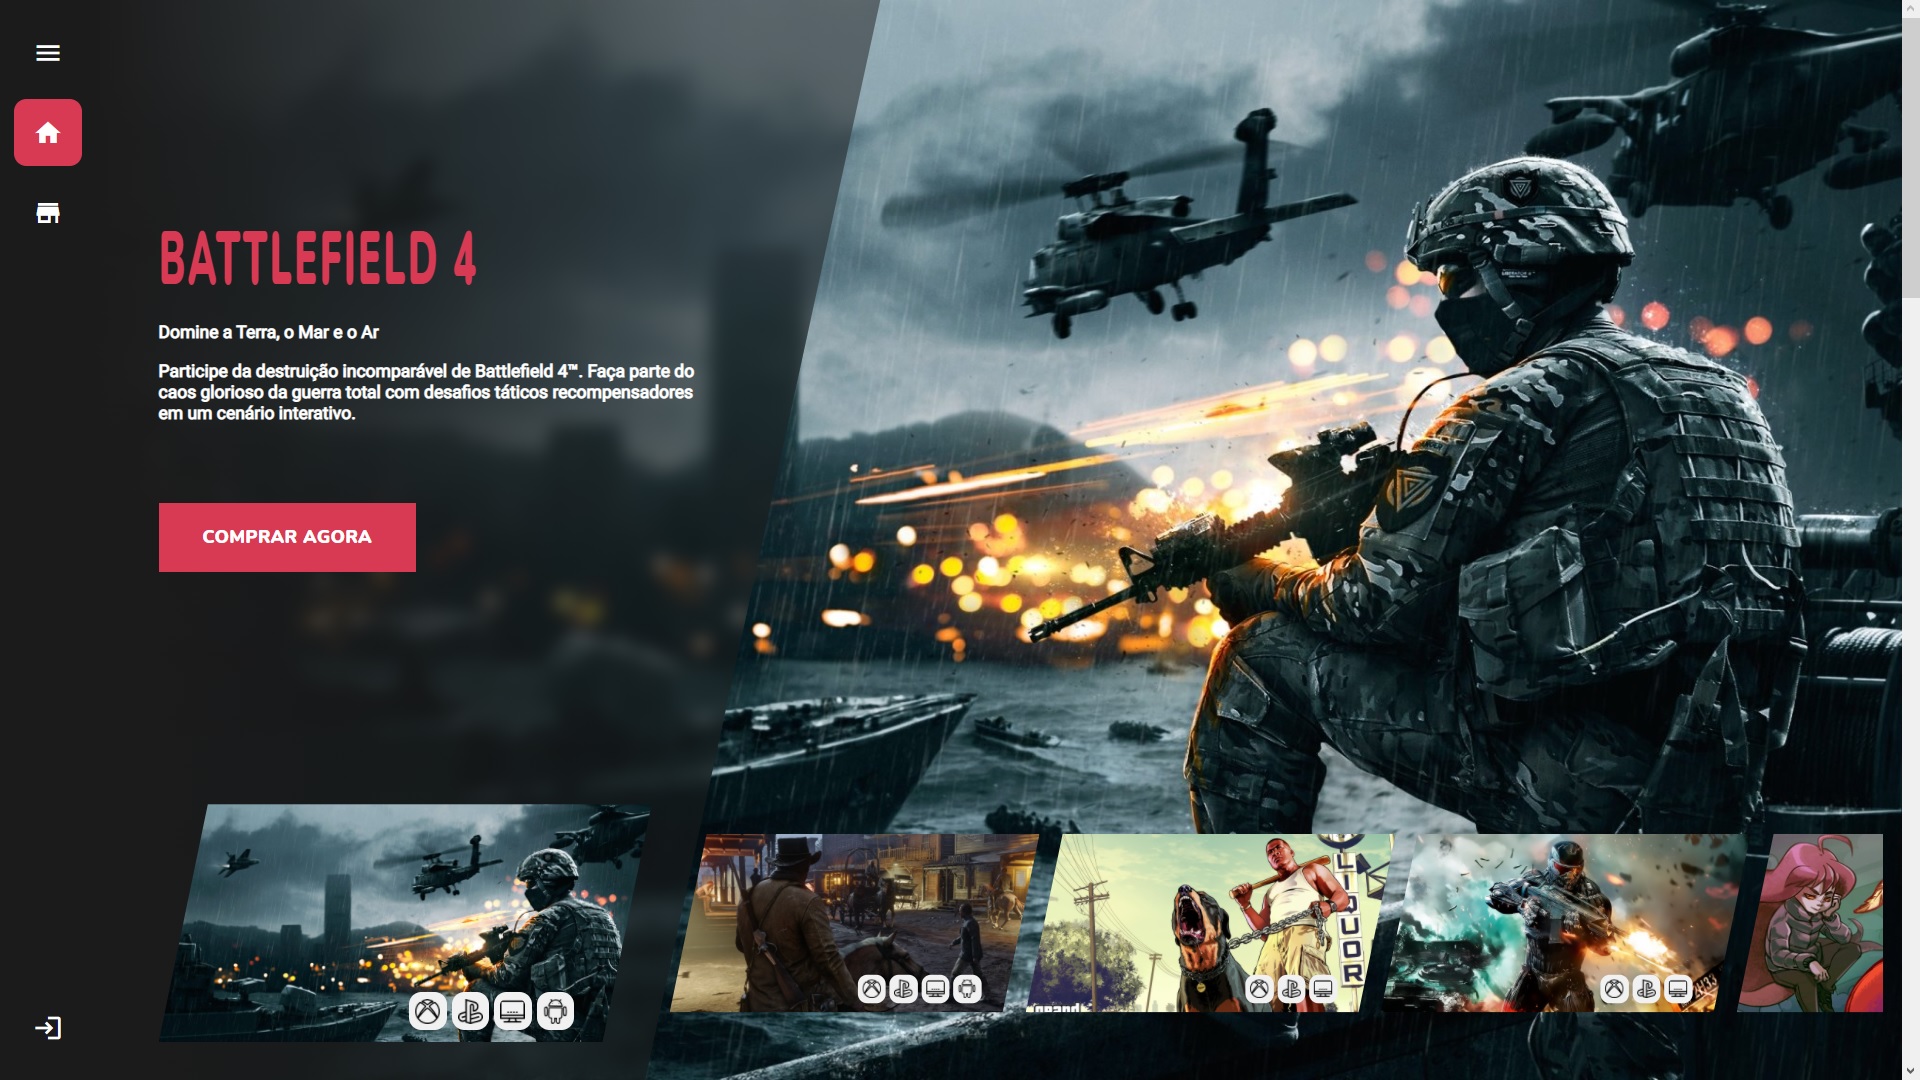 BATTLEFIELD 4
Domine a Terra, o Mar e o Ar
Participe da destruição incomparável de Battlefield 4™. Faça parte do
caos glorioso da guerra total com desafios táticos recompensadores
em um cenário interativo.
COMPRAR AGORA
LIQUOR
grand